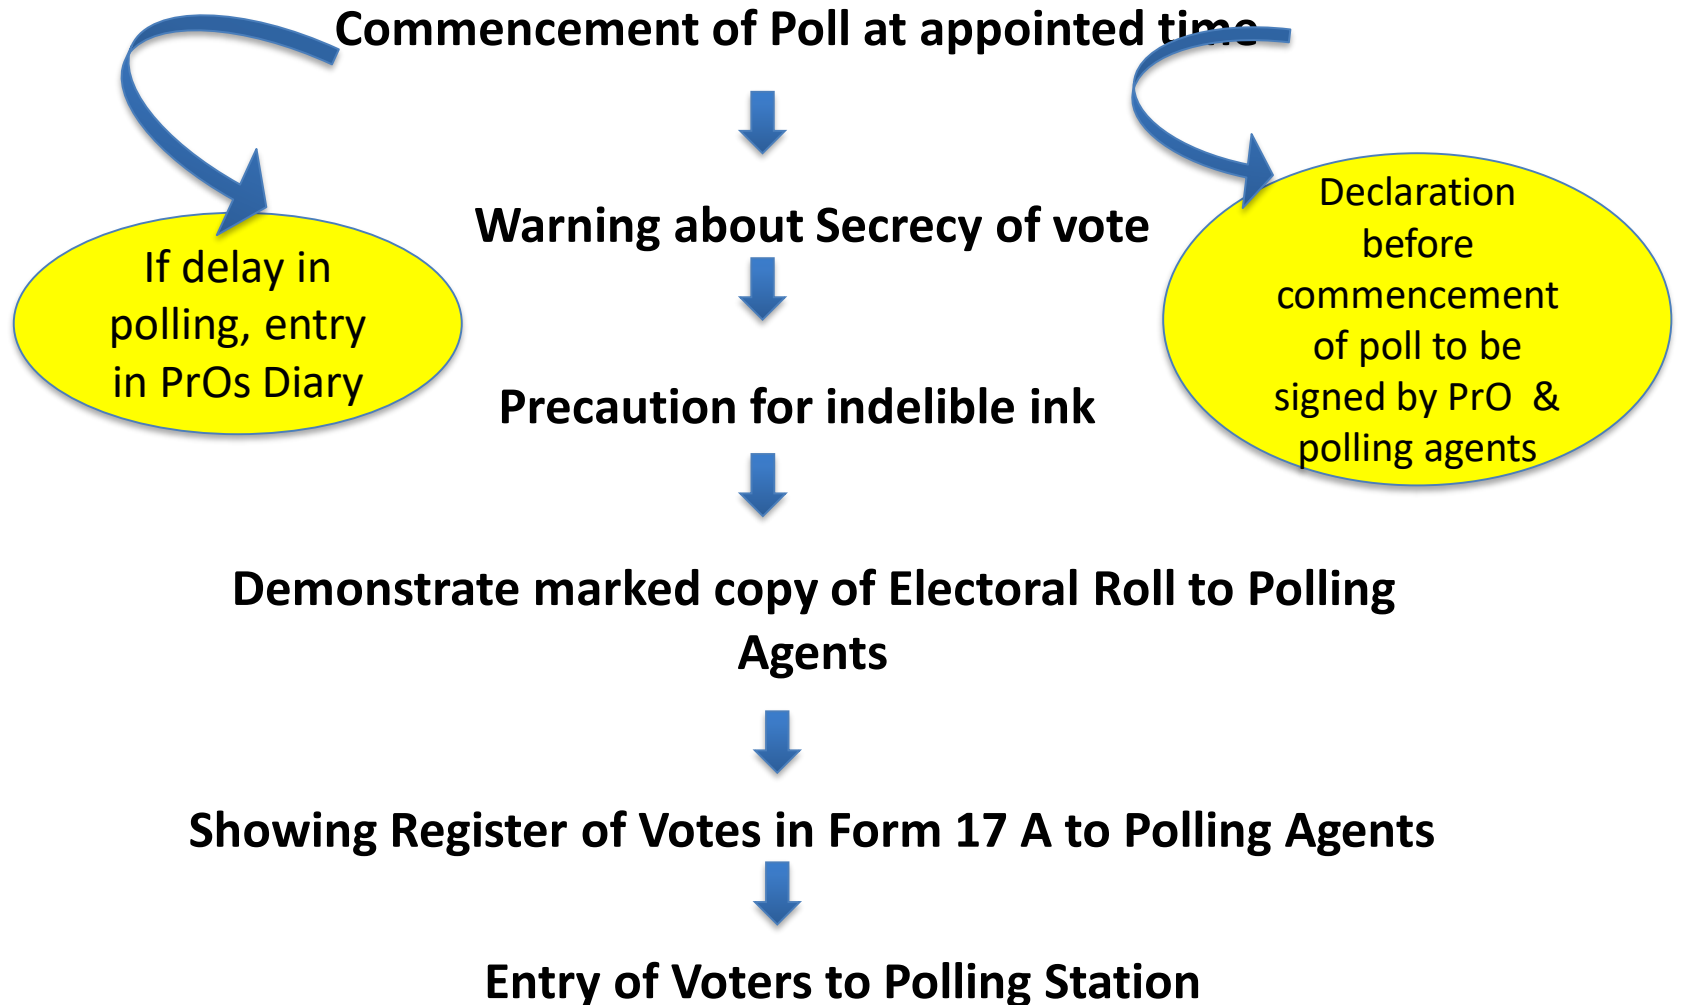 Commencement of Poll at appointed time
Warning about Secrecy of vote
If delay in
polling, entry
in PrOs Diary
Declaration
before
commencement
of poll to be
signed by PrO &
polling agents
Precaution for indelible ink
Demonstrate marked copy of Electoral Roll to Polling
Agents
Showing Register of Votes in Form 17 A to Polling Agents
Entry of Voters to Polling Station